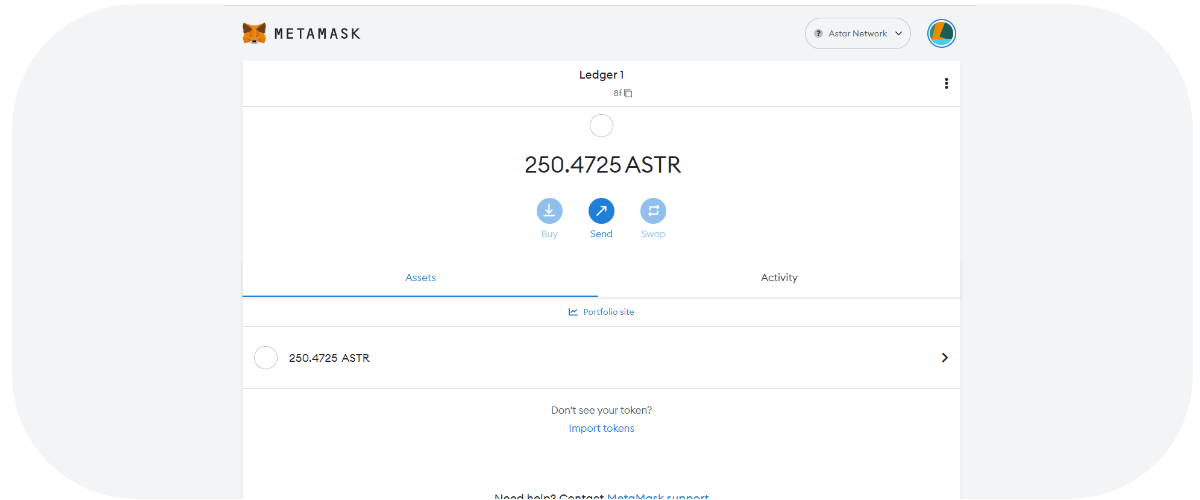 METAMASK
? Astar Network
Ledger 1
8f
250.4725 ASTR
Buy Send Swap
Assets Activity
Portfolio site
250.4725 ASTR
Don't see your token?
Import tokens
Need help? Contact MetaMask support